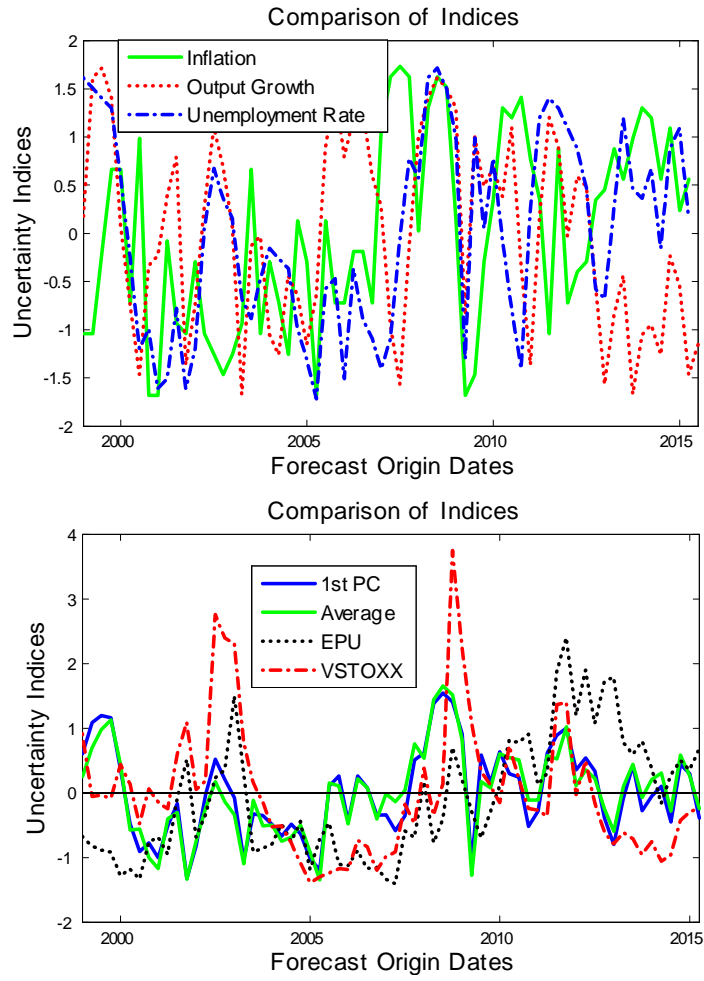 Comparison of Indices
2
1.5
1
0.5
0
-0.5
-1
-1.5
-2
Uncertainty Indices
Inflation
Output Growth
Unemployment Rate
2000 2005 2010 2015
Forecast Origin Dates
Comparison of Indices
4
3
2
1
0
-1
-2
Uncertainty Indices
1st PC
Average
EPU
VSTOXX
2000 2005 2010 2015
Forecast Origin Dates